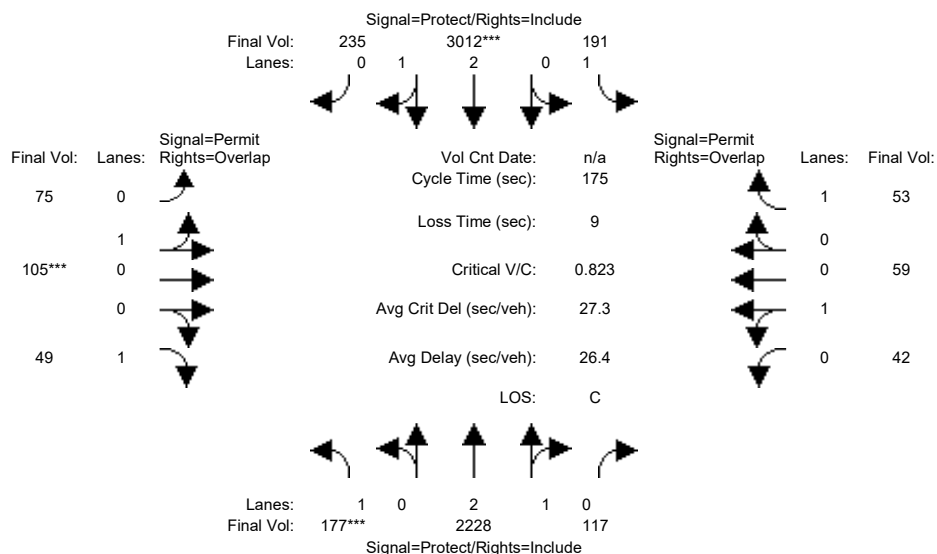 Signal=Protect/Rights=Include
Final Vol: 235 3012*** 191
Lanes: 0 1 2 0 1
Signal=Permit Signal=Permit
Final Vol: Lanes: Rights=Overlap Vol Cnt Date: n/a Rights=Overlap Lanes: Final Vol:
Cycle Time (sec): 175
75 0 1 53
Loss Time (sec): 9
1 0
105*** 0 Critical V/C: 0.823 0 59
0 Avg Crit Del (sec/veh): 27.3 1
49 1 Avg Delay (sec/veh): 26.4 0 42
LOS: C
Lanes: 1 0 2 1 0
Final Vol: 177*** 2228 117
Signal=Protect/Rights=Include